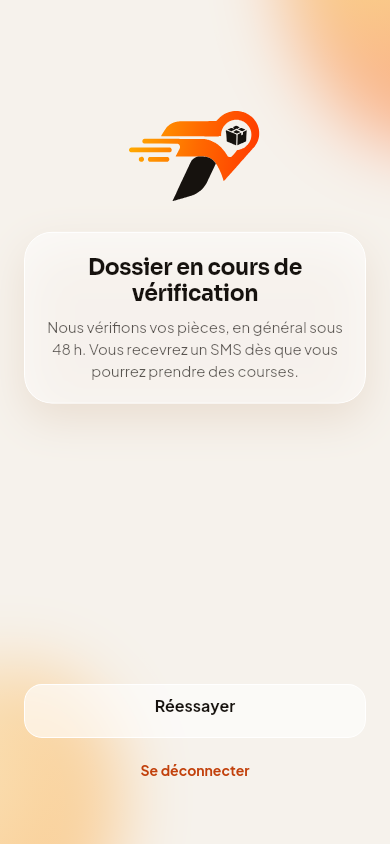 Dossier en cours de
vérification
Nous vérifions vos pièces, en général sous
48 h. Vous recevrez un SMS dès que vous
pourrez prendre des courses.
Réessayer
Se déconnecter